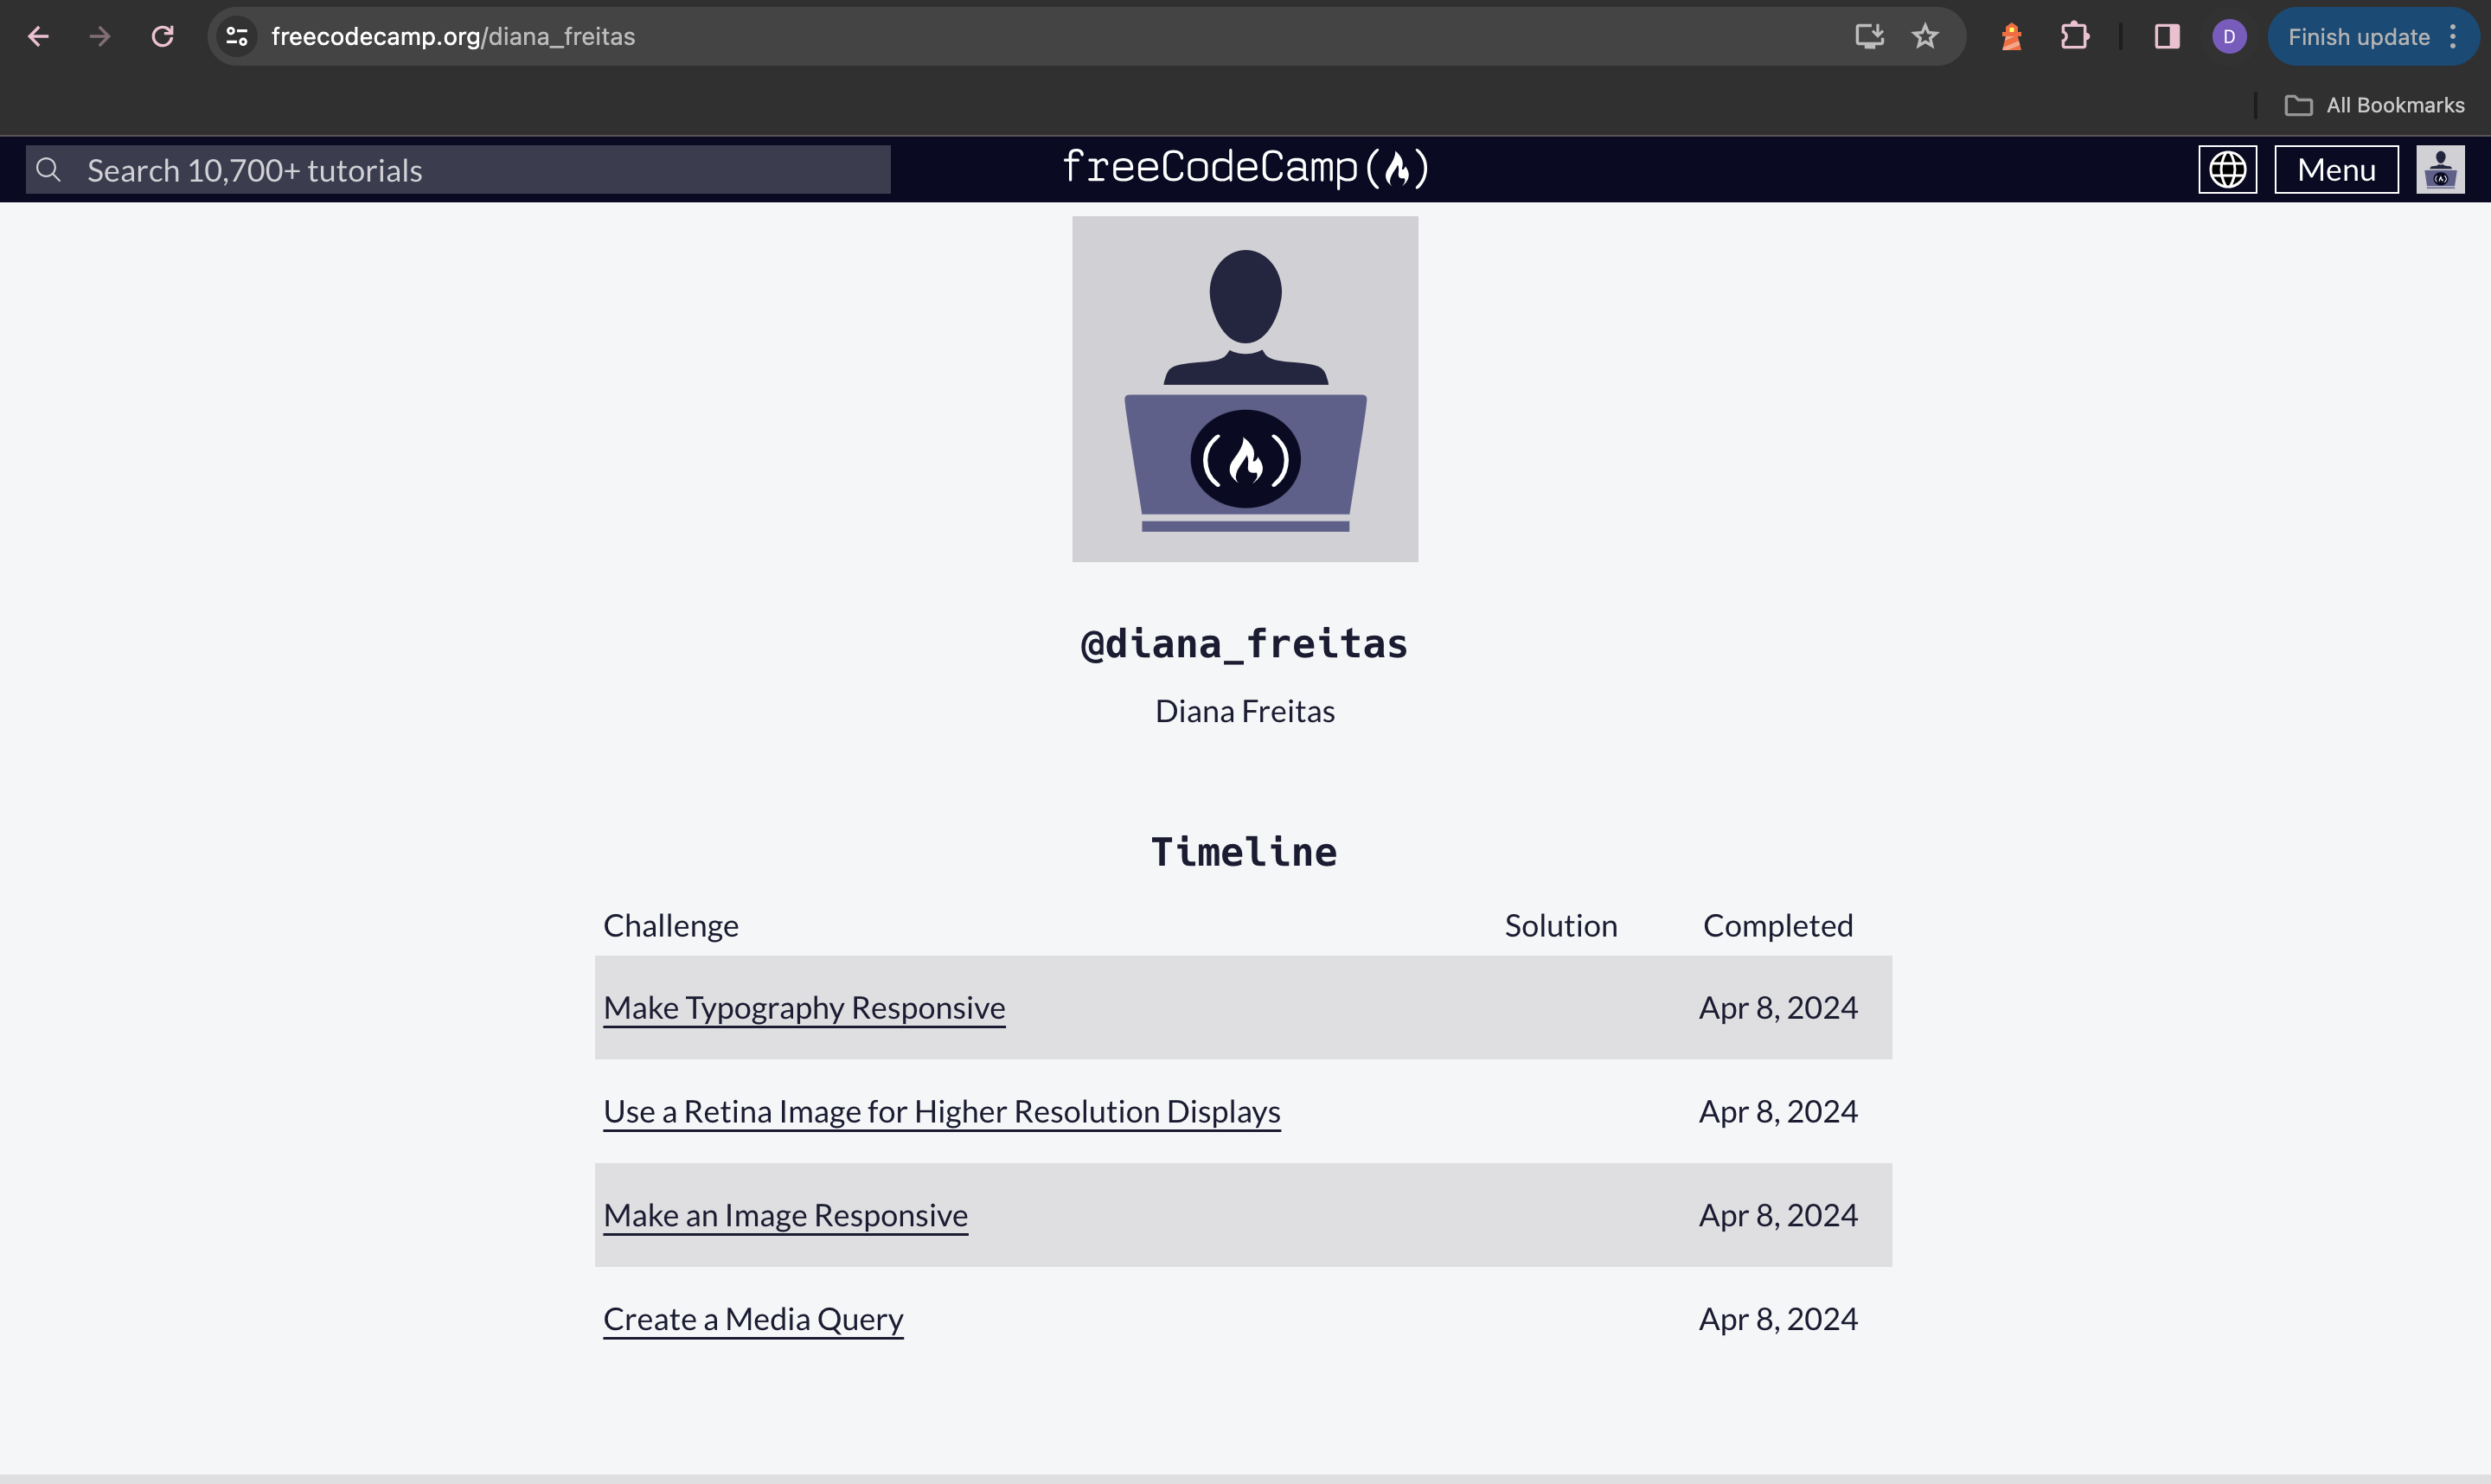 freecodecamp.org/diana_freitas
D
Finish update
All Bookmarks
Search 10,700+ tutorials
freeCodeCamp(🔥)
Menu
@diana_freitas
Diana Freitas
Timeline
Challenge Solution Completed
Make Typography Responsive Apr 8, 2024
Use a Retina Image for Higher Resolution Displays Apr 8, 2024
Make an Image Responsive Apr 8, 2024
Create a Media Query Apr 8, 2024